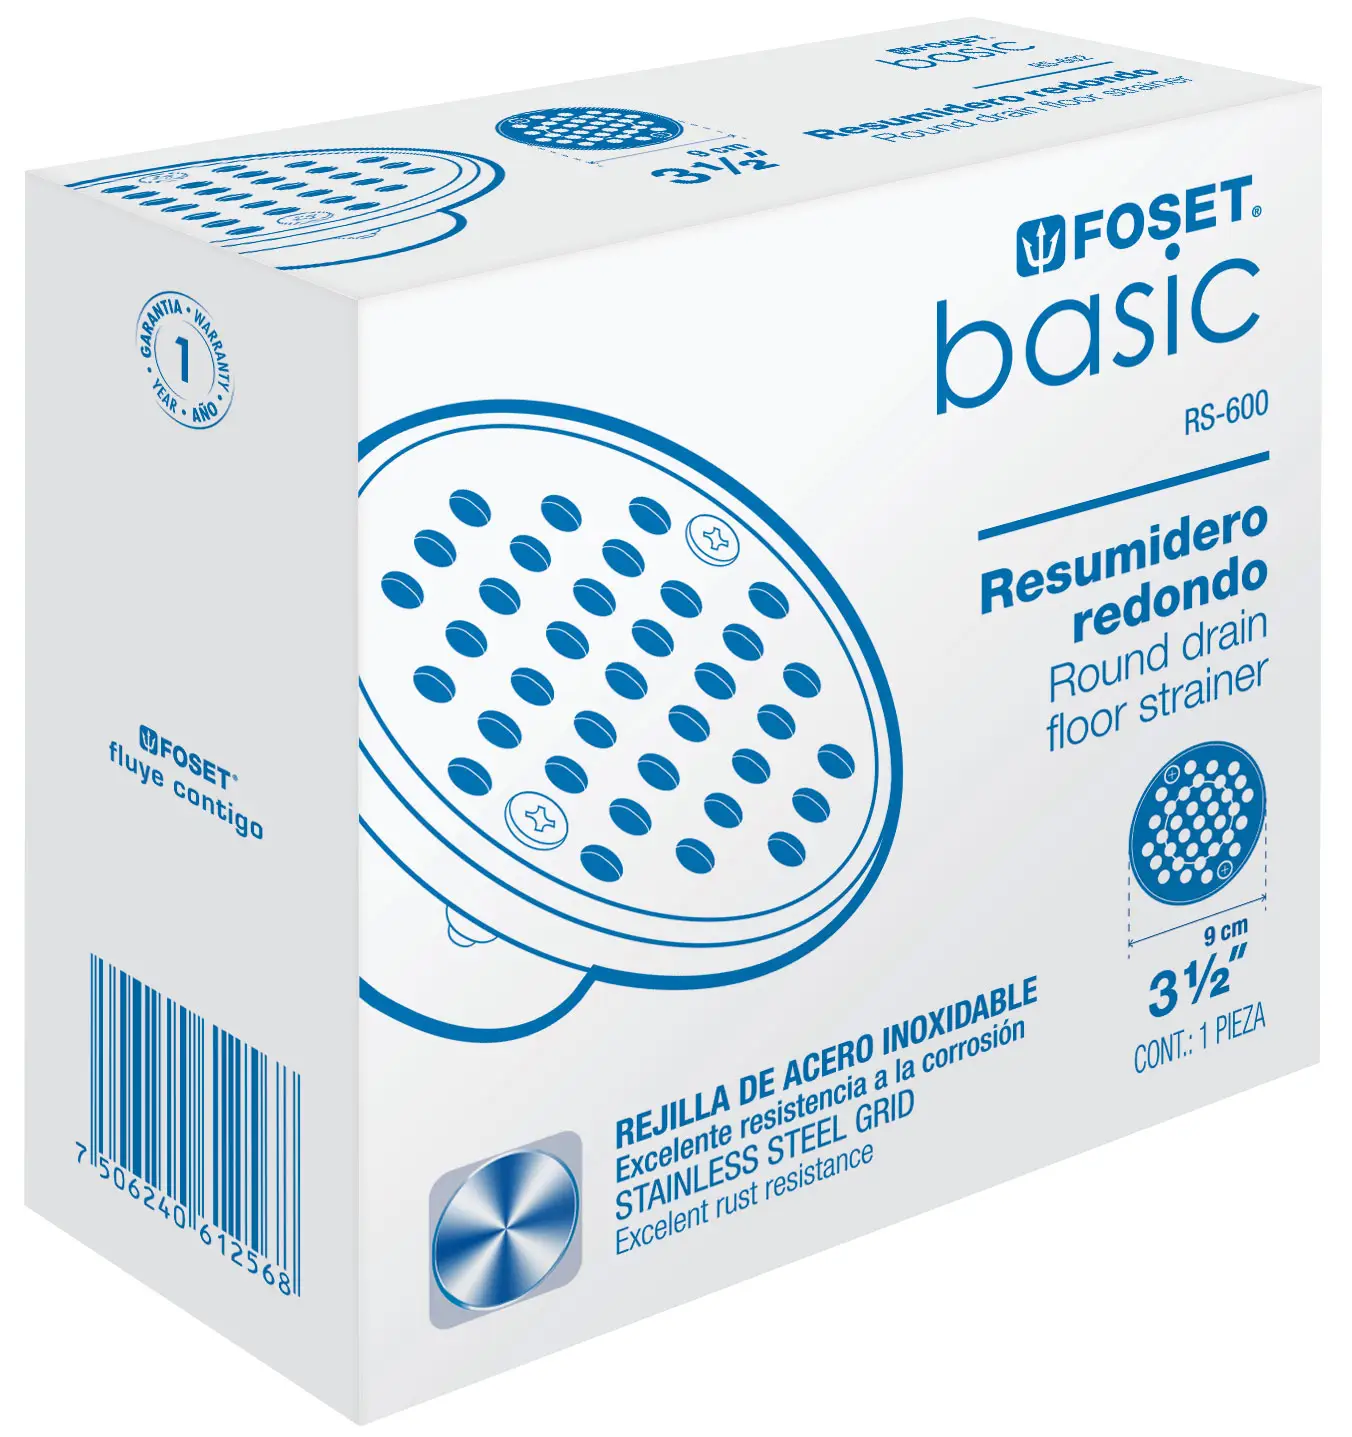 FOSET
basic
RS-602
Resumidero redondo
Round drain floor strainer
9 cm
3 1/2"
GARANTIA • WARRANTY •
1
YEAR • AÑO •
FOSET®
fluye contigo
7 506240 612568
FOSET®
basic
RS-600
Resumidero
redondo
Round drain
floor strainer
9 cm
3 1/2"
CONT.: 1 PIEZA
REJILLA DE ACERO INOXIDABLE
Excelente resistencia a la corrosión
STAINLESS STEEL GRID
Excelent rust resistance